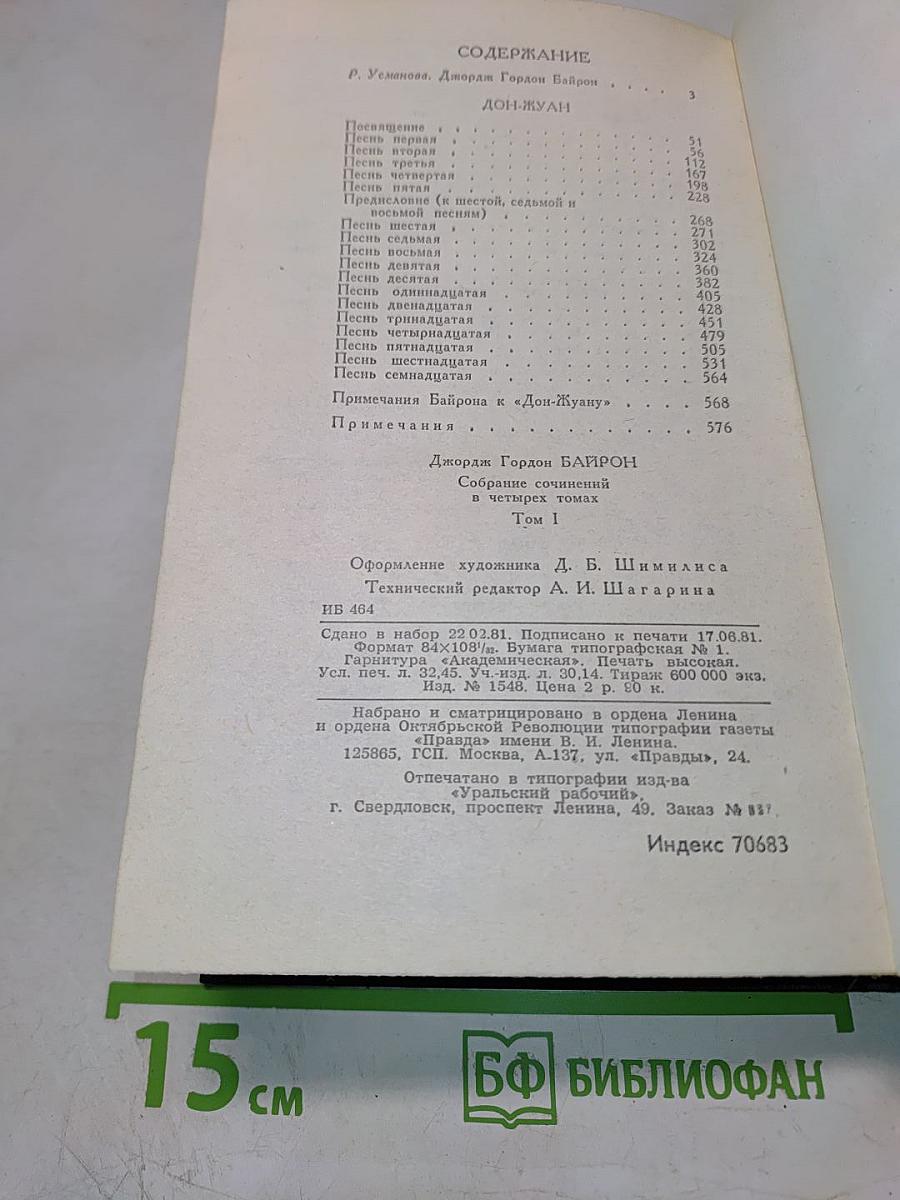 СОДЕРЖАНИЕ
Р. Усманова. Джордж Гордон Байрон . . . . 3
ДОН-ЖУАН
Посвящение . . . . . . . . . . . . 51
Песнь первая . . . . . . . . . . . . 56
Песнь вторая . . . . . . . . . . . . 112
Песнь третья . . . . . . . . . . . . 167
Песнь четвертая . . . . . . . . . . . 198
Песнь пятая . . . . . . . . . . . . 228
Предисловие (к шестой, седьмой и
восьмой песням) . . . . . . . . . . 268
Песнь шестая . . . . . . . . . . . . 271
Песнь седьмая . . . . . . . . . . . . 302
Песнь восьмая . . . . . . . . . . . . 324
Песнь девятая . . . . . . . . . . . . 360
Песнь десятая . . . . . . . . . . . . 382
Песнь одиннадцатая . . . . . . . . . . 405
Песнь двенадцатая . . . . . . . . . . 428
Песнь тринадцатая . . . . . . . . . . 451
Песнь четырнадцатая . . . . . . . . . . 479
Песнь пятнадцатая . . . . . . . . . . 505
Песнь шестнадцатая . . . . . . . . . . 531
Песнь семнадцатая . . . . . . . . . . 564
Примечания Байрона к «Дон-Жуану» . . . . 568
Примечания . . . . . . . . . . . . 576
Джордж Гордон БАЙРОН
Собрание сочинений
в четырех томах
Том I
Оформление художника Д. Б. Шимилиса
Технический редактор А. И. Шагарина
ИБ 464
Сдано в набор 22 02.81. Подписано к печати 17.06.81.
Формат 84×108¹/₃₂. Бумага типографская № 1.
Гарнитура «Академическая». Печать высокая.
Усл. печ. л. 32,45. Уч.-изд. л. 30,14. Тираж 600 000 экз.
Изд. № 1548. Цена 2 р. 90 к.
Набрано и сматрицировано в ордена Ленина
и ордена Октябрьской Революции типографии газеты
«Правда» имени В. И. Ленина.
125865, ГСП. Москва, А-137, ул. «Правды», 24.
Отпечатано в типографии изд-ва
«Уральский рабочий»,
г. Свердловск, проспект Ленина, 49. Заказ №
Индекс 70683
15 см
БФ БИБЛИОФАН